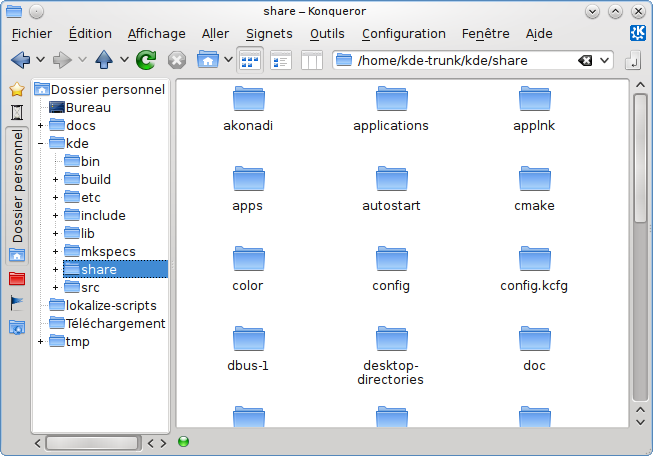 share – Konqueror
Fichier Édition Affichage Aller Signets Outils Configuration Fenêtre Aide
/home/kde-trunk/kde/share
Dossier personnel
Dossier personnel
Bureau
docs
kde
bin
build
etc
include
lib
mkspecs
share
src
lokalize-scripts
Téléchargement
tmp
akonadi applications applnk
apps autostart cmake
color config config.kcfg
dbus-1 desktop-directories doc